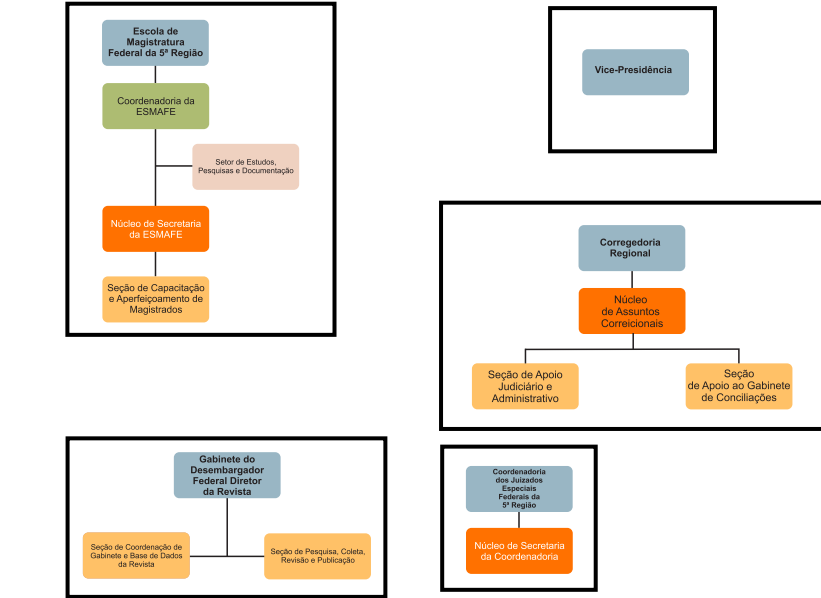 Escola de
Magistratura
Federal da 5ª Região
Coordenadoria da
ESMAFE
Setor de Estudos,
Pesquisas e Documentação
Núcleo de Secretaria
da ESMAFE
Seção de Capacitação
e Aperfeiçoamento de
Magistrados
Vice-Presidência
Corregedoria
Regional
Núcleo
de Assuntos
Correicionais
Seção de Apoio
Judiciário e
Administrativo
Seção
de Apoio ao Gabinete
de Conciliações
Gabinete do
Desembargador
Federal Diretor
da Revista
Seção de Coordenação de
Gabinete e Base de Dados
da Revista
Seção de Pesquisa, Coleta,
Revisão e Publicação
Coordenadoria
dos Juizados
Especiais
Federais da
5ª Região
Núcleo de Secretaria
da Coordenadoria